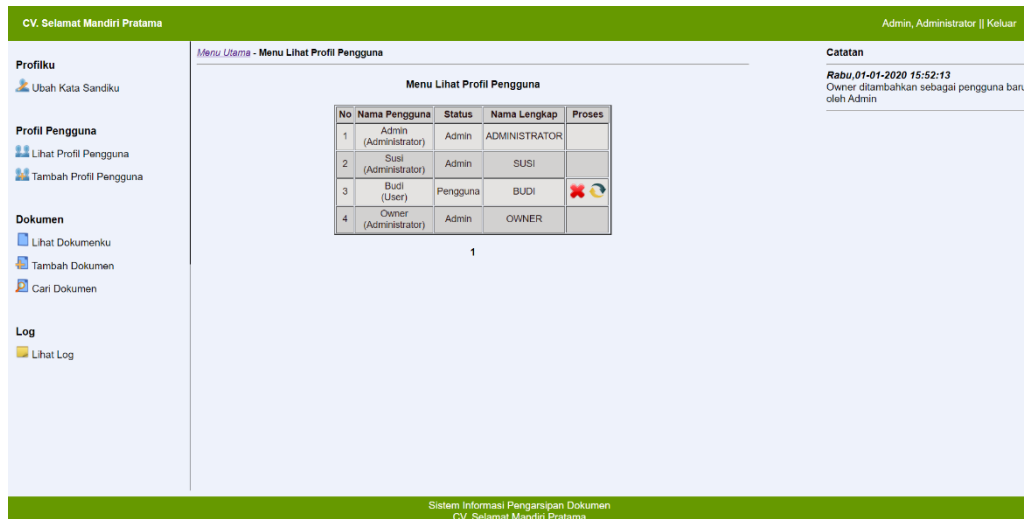 CV. Selamat Mandiri Pratama
Admin, Administrator || Keluar
Profilku
Ubah Kata Sandiku
Profil Pengguna
Lihat Profil Pengguna
Tambah Profil Pengguna
Dokumen
Lihat Dokumenku
Tambah Dokumen
Cari Dokumen
Log
Lihat Log
Menu Utama - Menu Lihat Profil Pengguna
Menu Lihat Profil Pengguna
No Nama Pengguna Status Nama Lengkap Proses
1 Admin (Administrator) Admin ADMINISTRATOR
2 Susi (Administrator) Admin SUSI
3 Budi (User) Pengguna BUDI
4 Owner (Administrator) Admin OWNER
1
Catatan
Rabu,01-01-2020 15:52:13
Owner ditambahkan sebagai pengguna baru
oleh Admin
Sistem Informasi Pengarsipan Dokumen
CV. Selamat Mandiri Pratama